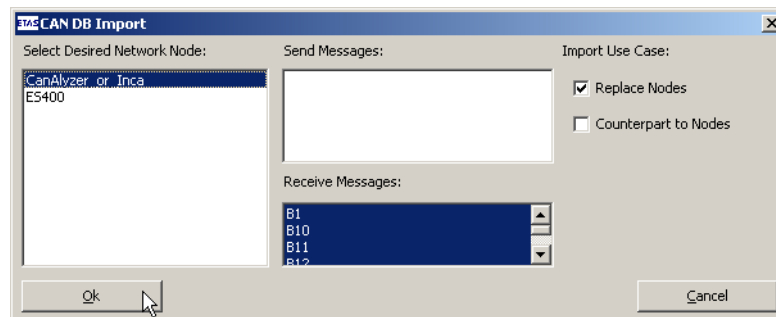 ETAS CAN DB Import
Select Desired Network Node:
CanAlyzer_or_Inca
ES400
Send Messages:
Receive Messages:
B1
B10
B11
B12
Import Use Case:
Replace Nodes
Counterpart to Nodes
Ok
Cancel